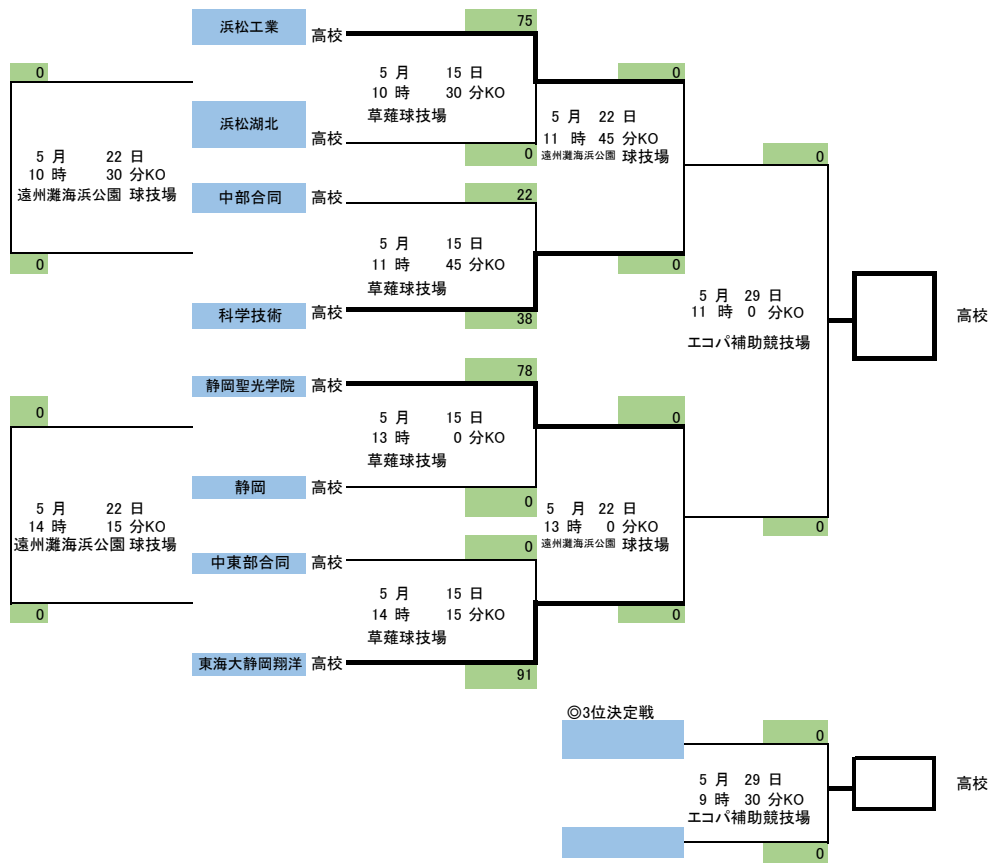 浜松工業 高校 75
0 0
5 月 15 日
10 時 30 分KO
草薙球技場
浜松湖北 高校 0
5 月 22 日
11 時 45 分KO
遠州灘海浜公園 球技場
5 月 22 日
10 時 30 分KO
遠州灘海浜公園 球技場
0
中部合同 高校 22
5 月 15 日
11 時 45 分KO
草薙球技場
0 0
科学技術 高校 38
5 月 29 日
11 時 0 分KO
エコパ補助競技場
高校
静岡聖光学院 高校 78
0 0
5 月 15 日
13 時 0 分KO
草薙球技場
静岡 高校 0
5 月 22 日
13 時 0 分KO
遠州灘海浜公園 球技場
5 月 22 日
14 時 15 分KO
遠州灘海浜公園 球技場
0
中東部合同 高校 0
5 月 15 日
14 時 15 分KO
草薙球技場
0 0
東海大静岡翔洋 高校 91
◎3位決定戦
0
5 月 29 日
9 時 30 分KO
エコパ補助競技場
高校
0